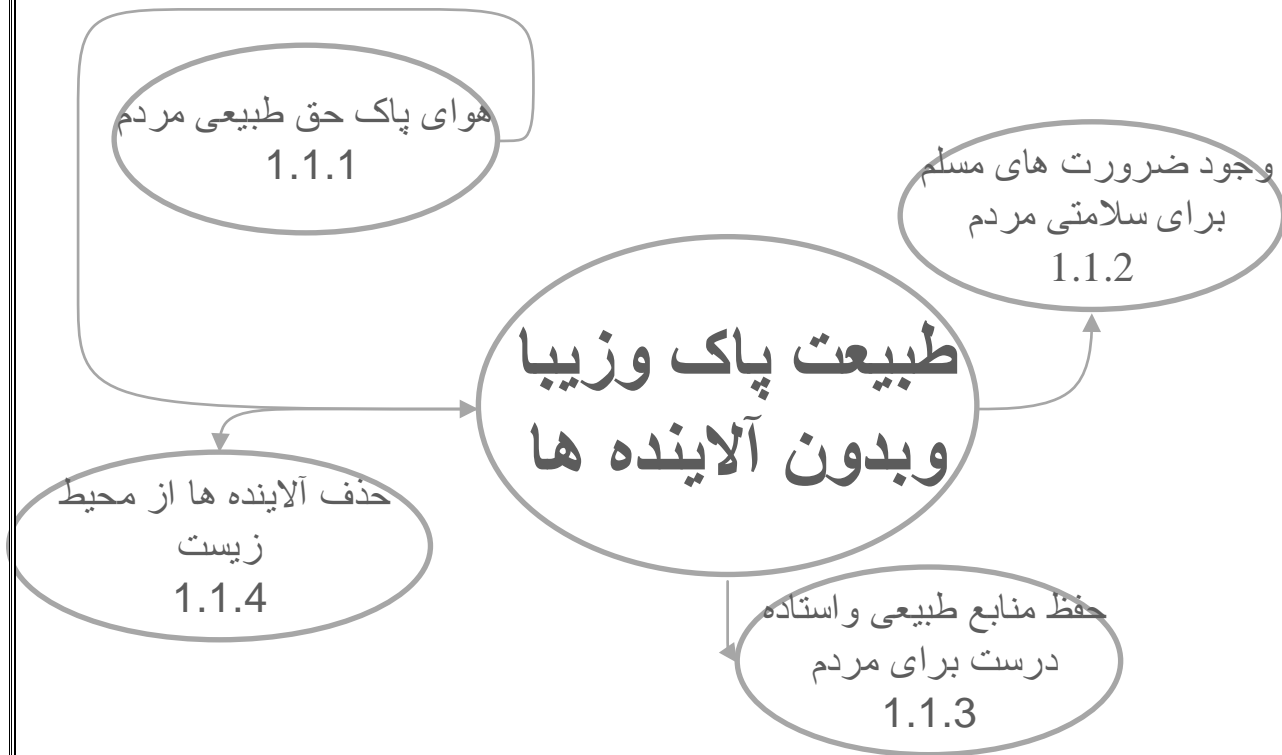 هوای پاک حق طبیعی مردم
1.1.1
وجود ضرورت های مسلم
برای سلامتی مردم
1.1.2
طبیعت پاک وزیبا
وبدون آلاینده ها
حذف آلاینده ها از محیط
زیست
1.1.4
حفظ منابع طبیعی واستاده
درست برای مردم
1.1.3